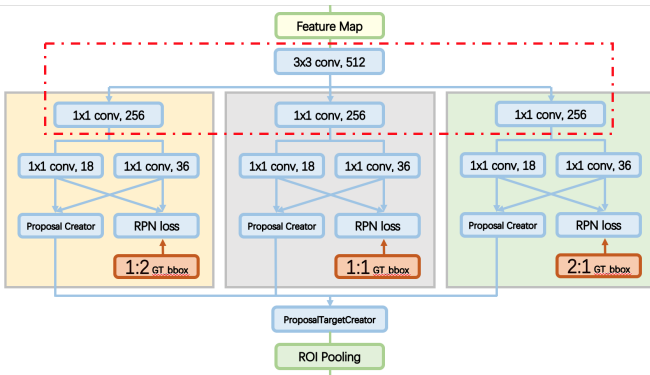 Feature Map
3x3 conv, 512
1x1 conv, 256
1x1 conv, 256
1x1 conv, 256
1x1 conv, 18
1x1 conv, 36
1x1 conv, 18
1x1 conv, 36
1x1 conv, 18
1x1 conv, 36
Proposal Creator
RPN loss
Proposal Creator
RPN loss
Proposal Creator
RPN loss
1:2 GT_bbox
1:1 GT_bbox
2:1 GT_bbox
ProposalTargetCreator
ROI Pooling